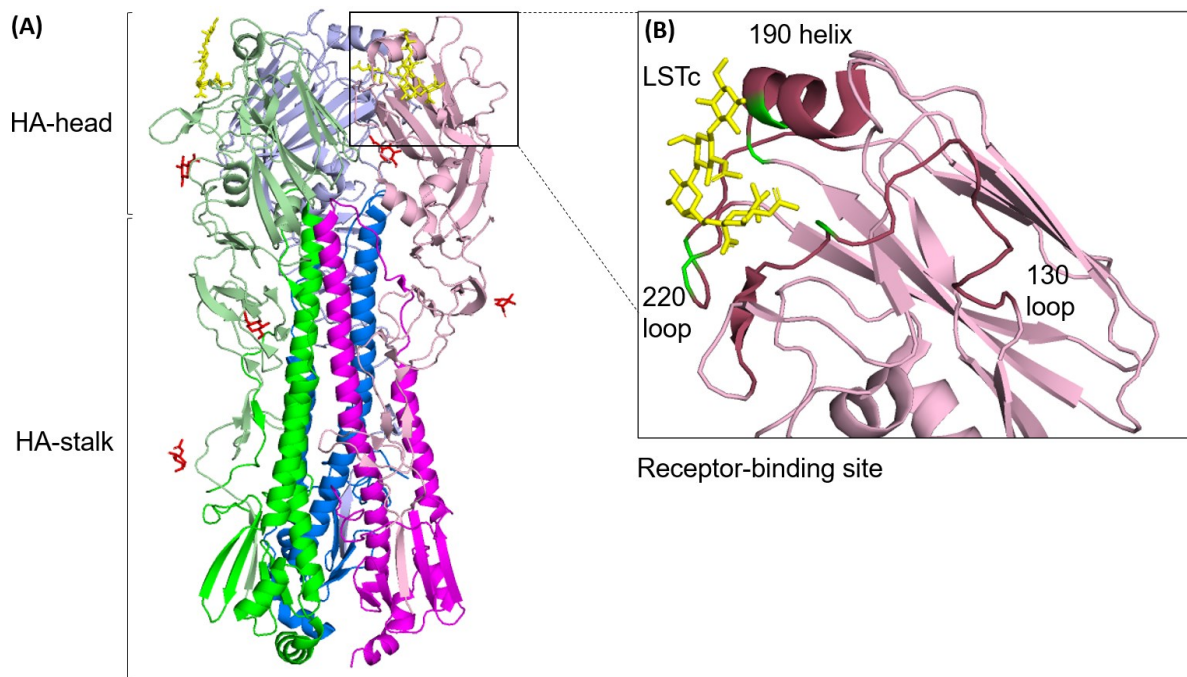 (A)
HA-head
HA-stalk
(B)
190 helix
LSTc
220
loop
130
loop
Receptor-binding site